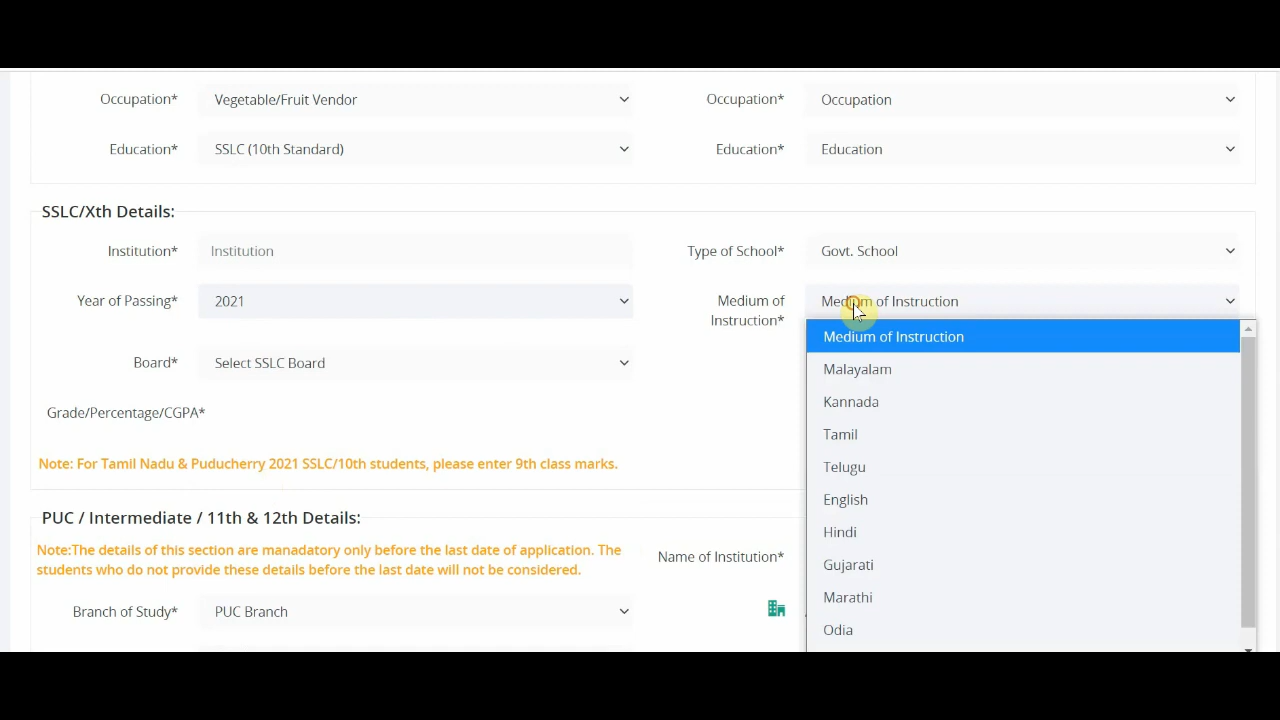 Occupation* Vegetable/Fruit Vendor Occupation* Occupation
Education* SSLC (10th Standard) Education* Education
SSLC/Xth Details:
Institution* Institution Type of School* Govt. School
Year of Passing* 2021 Medium of Instruction* Medium of Instruction
Medium of Instruction
Board* Select SSLC Board
Malayalam
Kannada
Grade/Percentage/CGPA*
Tamil
Note: For Tamil Nadu & Puducherry 2021 SSLC/10th students, please enter 9th class marks.
Telugu
English
PUC / Intermediate / 11th & 12th Details:
Hindi
Note:The details of this section are manadatory only before the last date of application. The
students who do not provide these details before the last date will not be considered.
Name of Institution*
Gujarati
Marathi
Branch of Study* PUC Branch
Odia